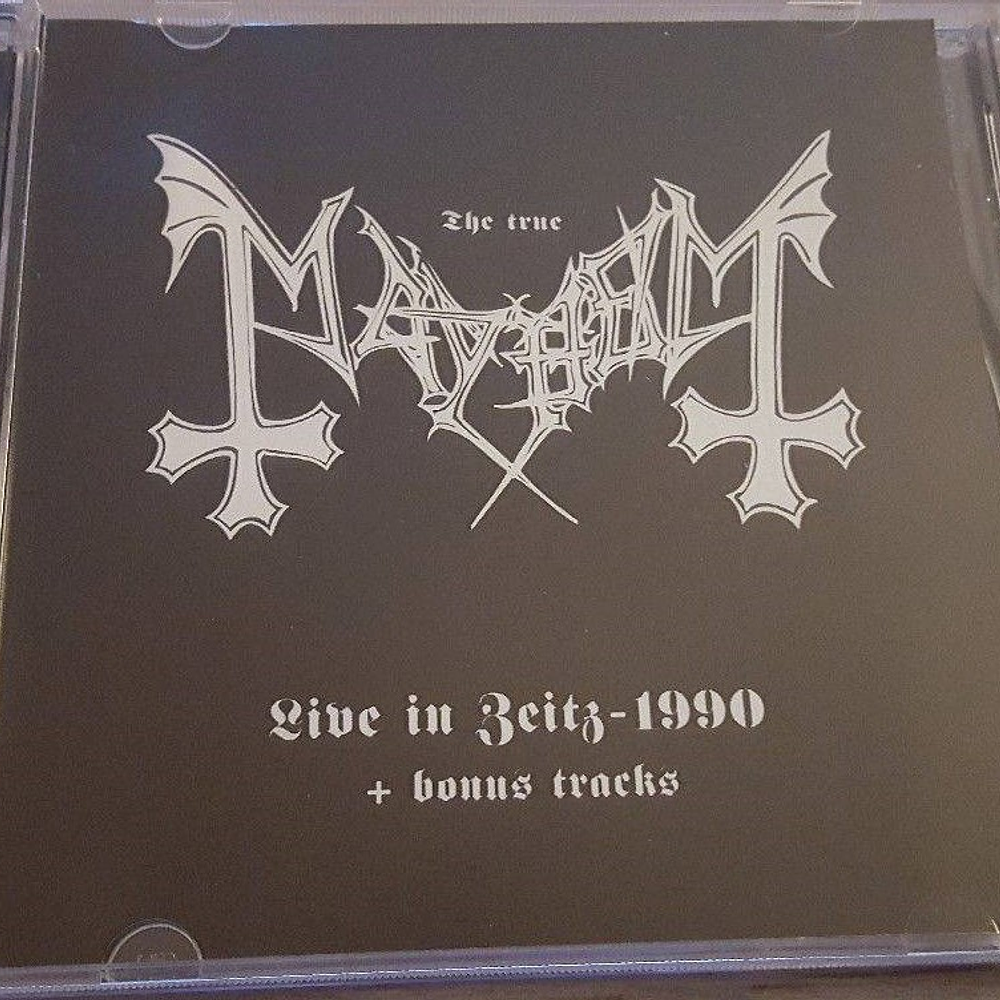 The true
MAYHEM
Live in Zeitz-1990
+ bonus tracks